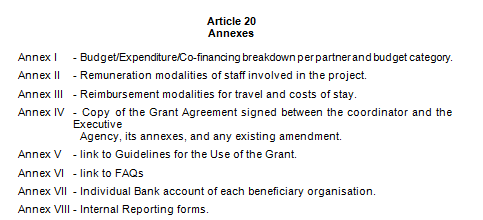 Article 20
Annexes
Annex I - Budget/Expenditure/Co-financing breakdown per partner and budget category.
Annex II - Remuneration modalities of staff involved in the project.
Annex III - Reimbursement modalities for travel and costs of stay.
Annex IV - Copy of the Grant Agreement signed between the coordinator and the
Executive
Agency, its annexes, and any existing amendment.
Annex V - link to Guidelines for the Use of the Grant.
Annex VI - link to FAQs
Annex VII - Individual Bank account of each beneficiary organisation.
Annex VIII - Internal Reporting forms.